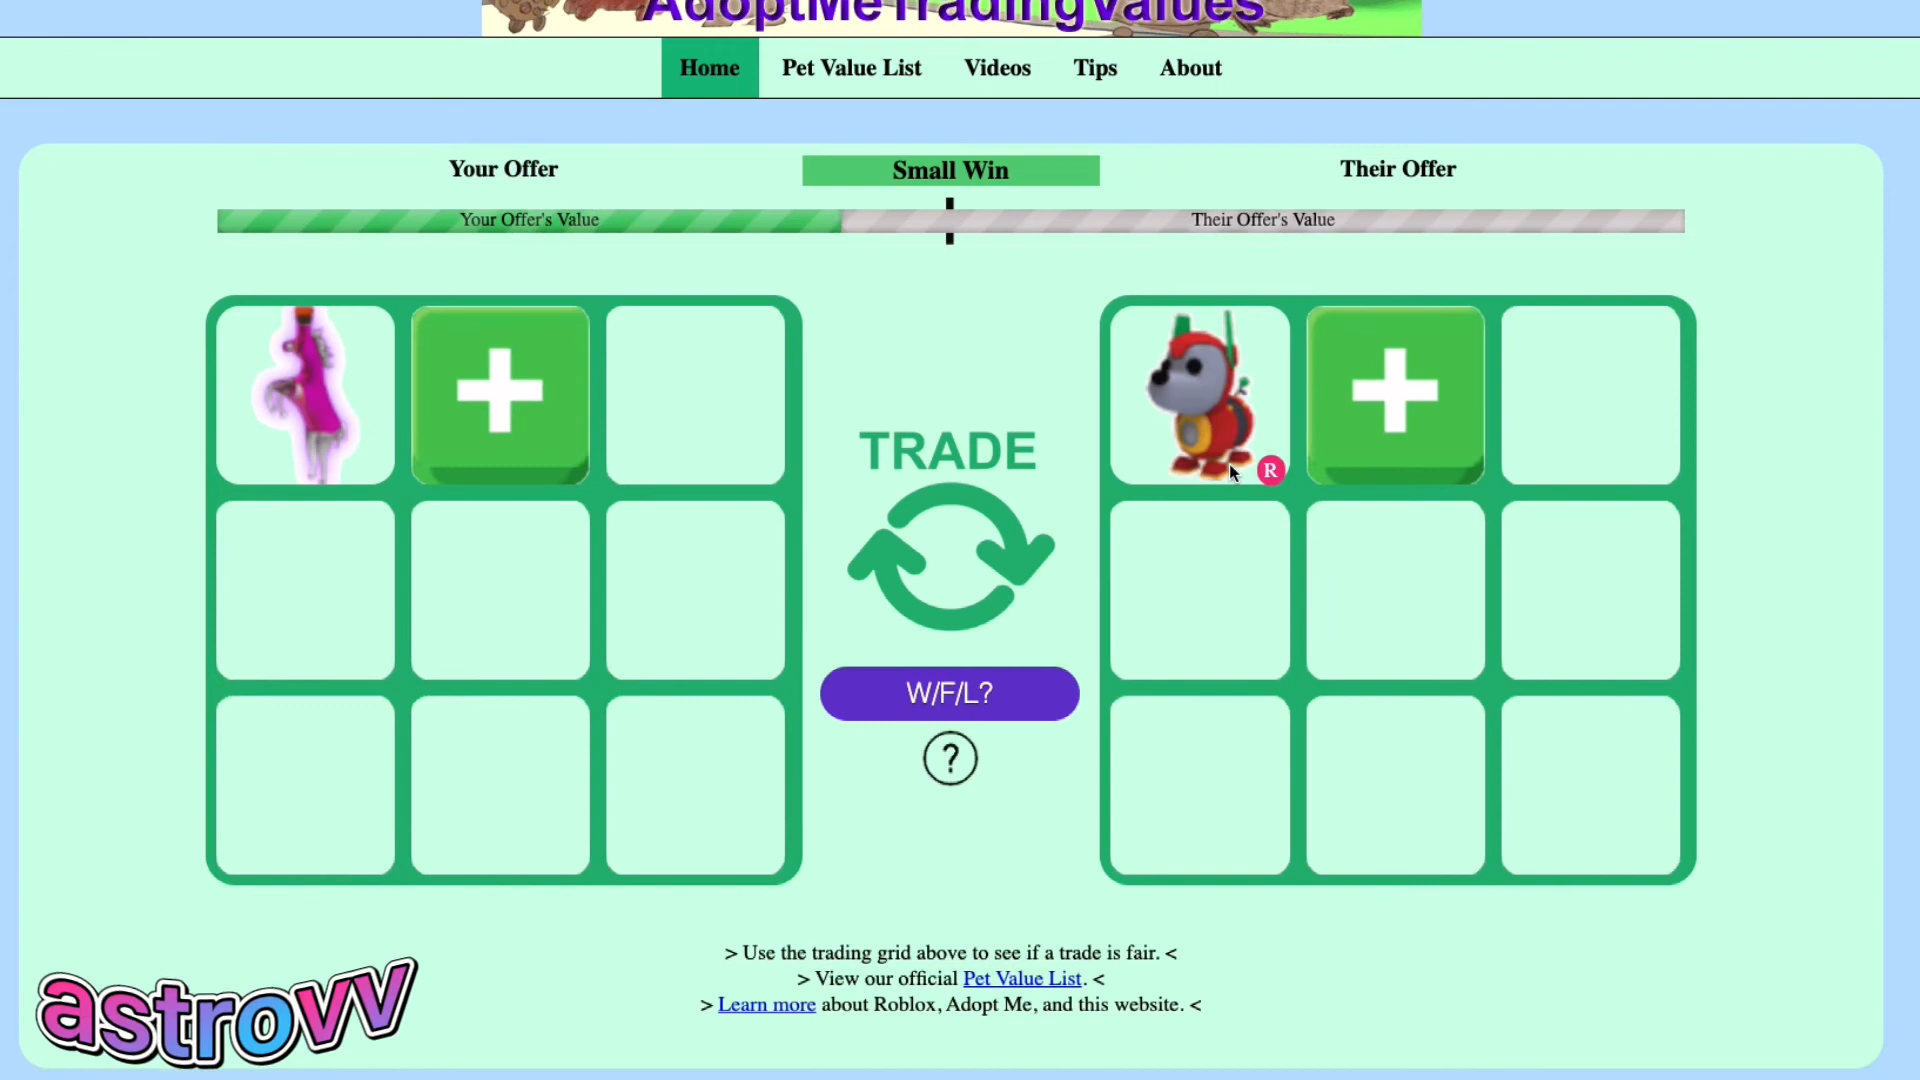 AdoptMeTradingValues
Home Pet Value List Videos Tips About
Your Offer Small Win Their Offer
Your Offer's Value Their Offer's Value
TRADE
R
W/F/L?
?
> Use the trading grid above to see if a trade is fair. <
> View our official Pet Value List. <
> Learn more about Roblox, Adopt Me, and this website. <
astrovv